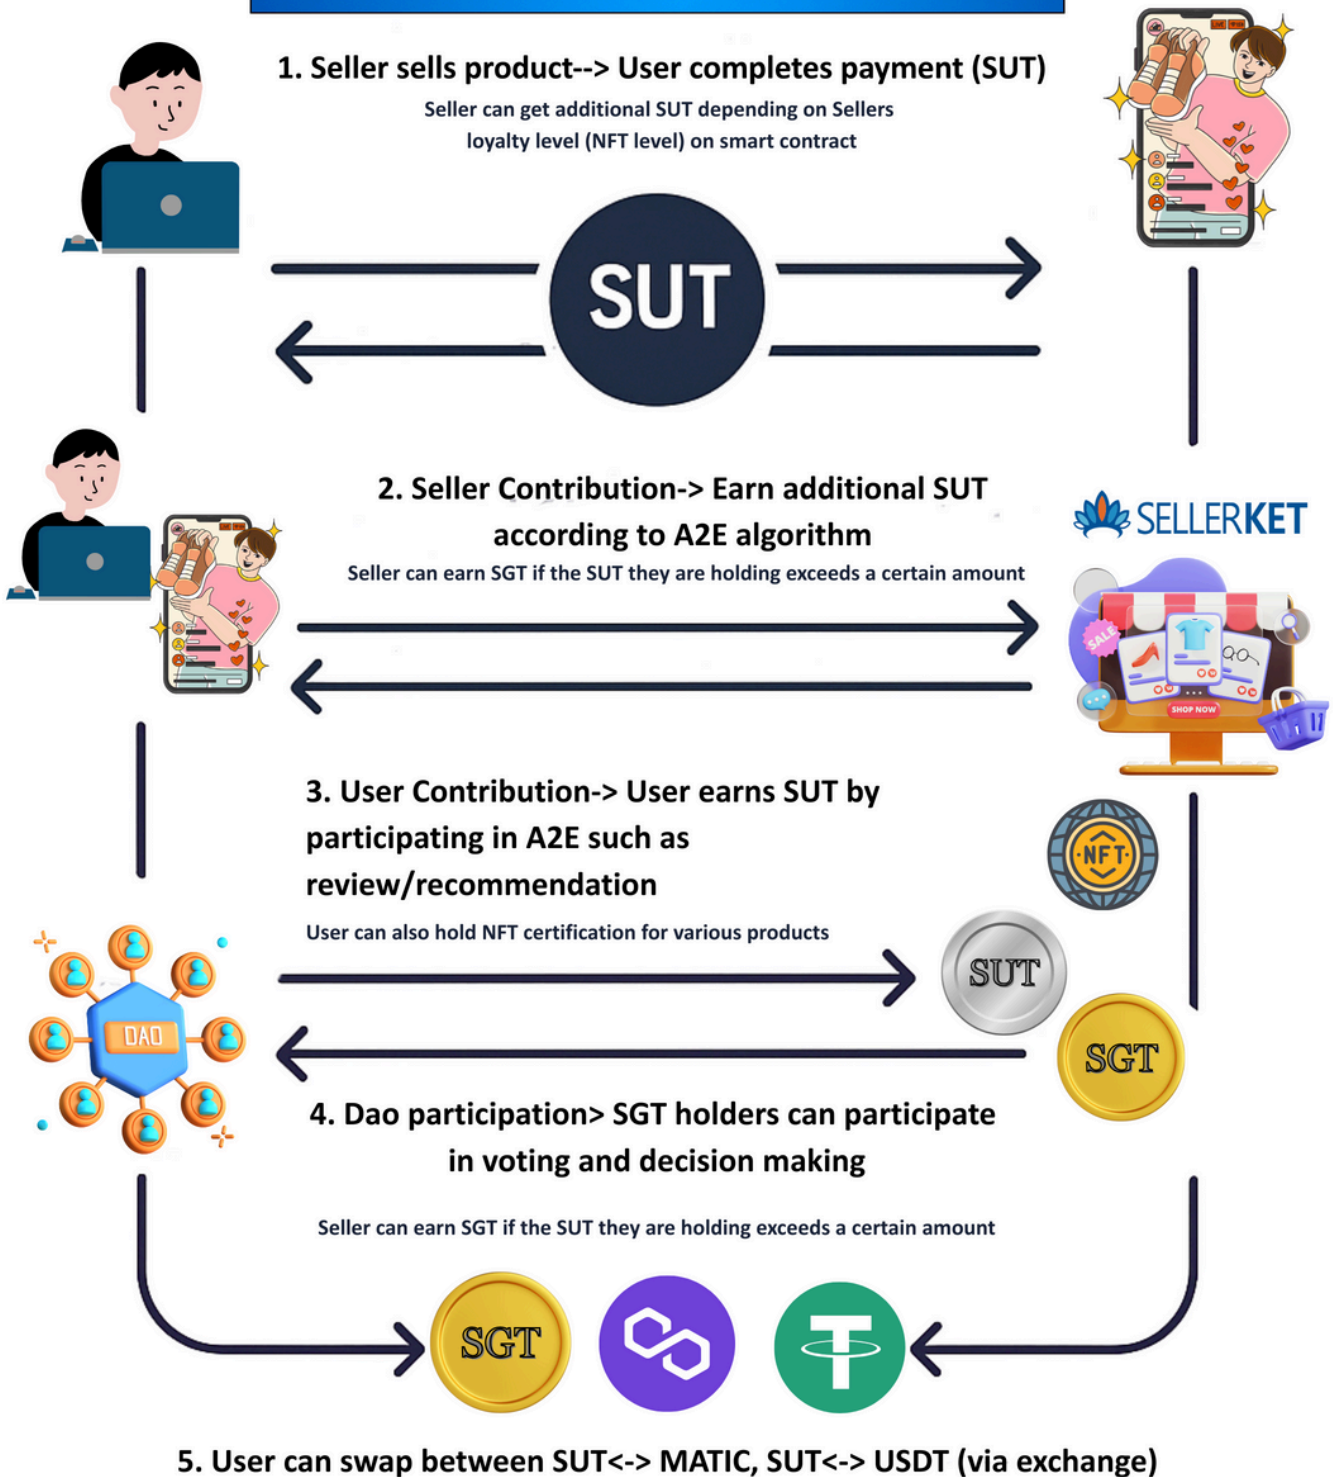 1. Seller sells product--> User completes payment (SUT)
Seller can get additional SUT depending on Sellers
loyalty level (NFT level) on smart contract
SUT
2. Seller Contribution-> Earn additional SUT
according to A2E algorithm
Seller can earn SGT if the SUT they are holding exceeds a certain amount
SELLERKET
SALE
SHOP NOW
3. User Contribution-> User earns SUT by
participating in A2E such as
review/recommendation
User can also hold NFT certification for various products
NFT
SUT
SGT
DAO
4. Dao participation> SGT holders can participate
in voting and decision making
Seller can earn SGT if the SUT they are holding exceeds a certain amount
SGT
5. User can swap between SUT<-> MATIC, SUT<-> USDT (via exchange)